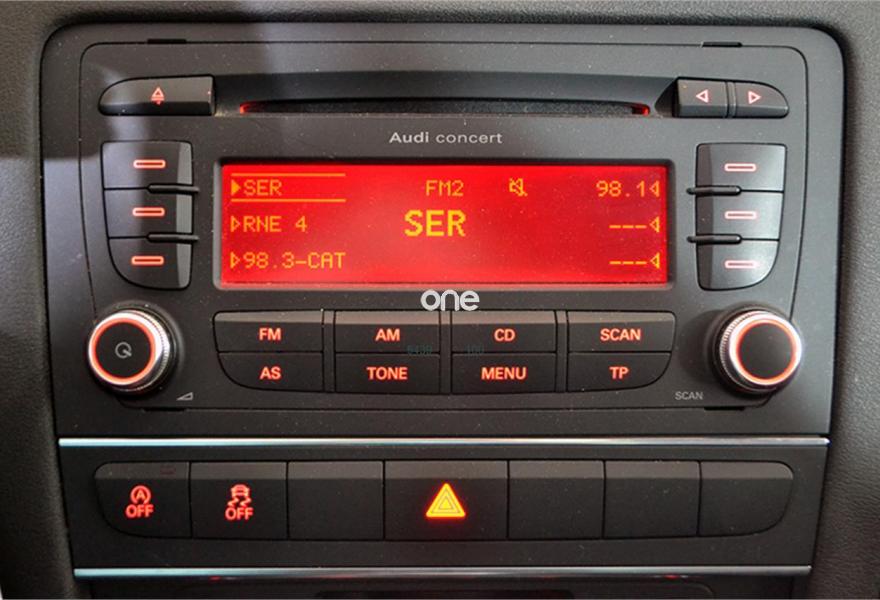 Audi concert
SER FM2 98.1
RNE 4 SER ---
98.3-CAT ---
one
FM AM CD SCAN
AS TONE MENU TP
SCAN
A
OFF OFF